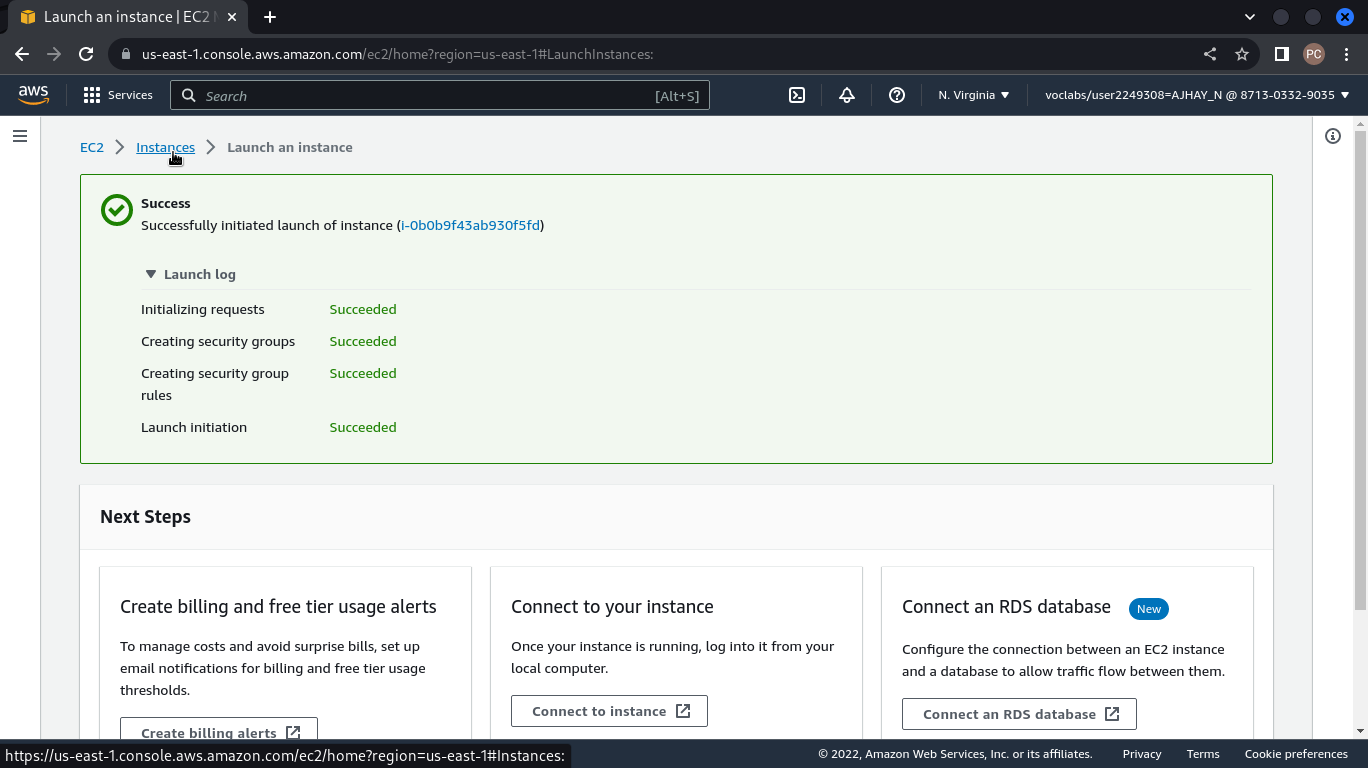 Launch an instance | EC2
us-east-1.console.aws.amazon.com/ec2/home?region=us-east-1#LaunchInstances:
PC
aws
Services
Search
[Alt+S]
N. Virginia
voclabs/user2249308=AJHAY_N @ 8713-0332-9035
EC2
Instances
Launch an instance
Success
Successfully initiated launch of instance (i-0b0b9f43ab930f5fd)
Launch log
Initializing requests
Succeeded
Creating security groups
Succeeded
Creating security group
rules
Succeeded
Launch initiation
Succeeded
Next Steps
Create billing and free tier usage alerts
To manage costs and avoid surprise bills, set up
email notifications for billing and free tier usage
thresholds.
Create billing alerts
Connect to your instance
Once your instance is running, log into it from your
local computer.
Connect to instance
Connect an RDS database
New
Configure the connection between an EC2 instance
and a database to allow traffic flow between them.
Connect an RDS database
https://us-east-1.console.aws.amazon.com/ec2/home?region=us-east-1#Instances:
© 2022, Amazon Web Services, Inc. or its affiliates.
Privacy
Terms
Cookie preferences